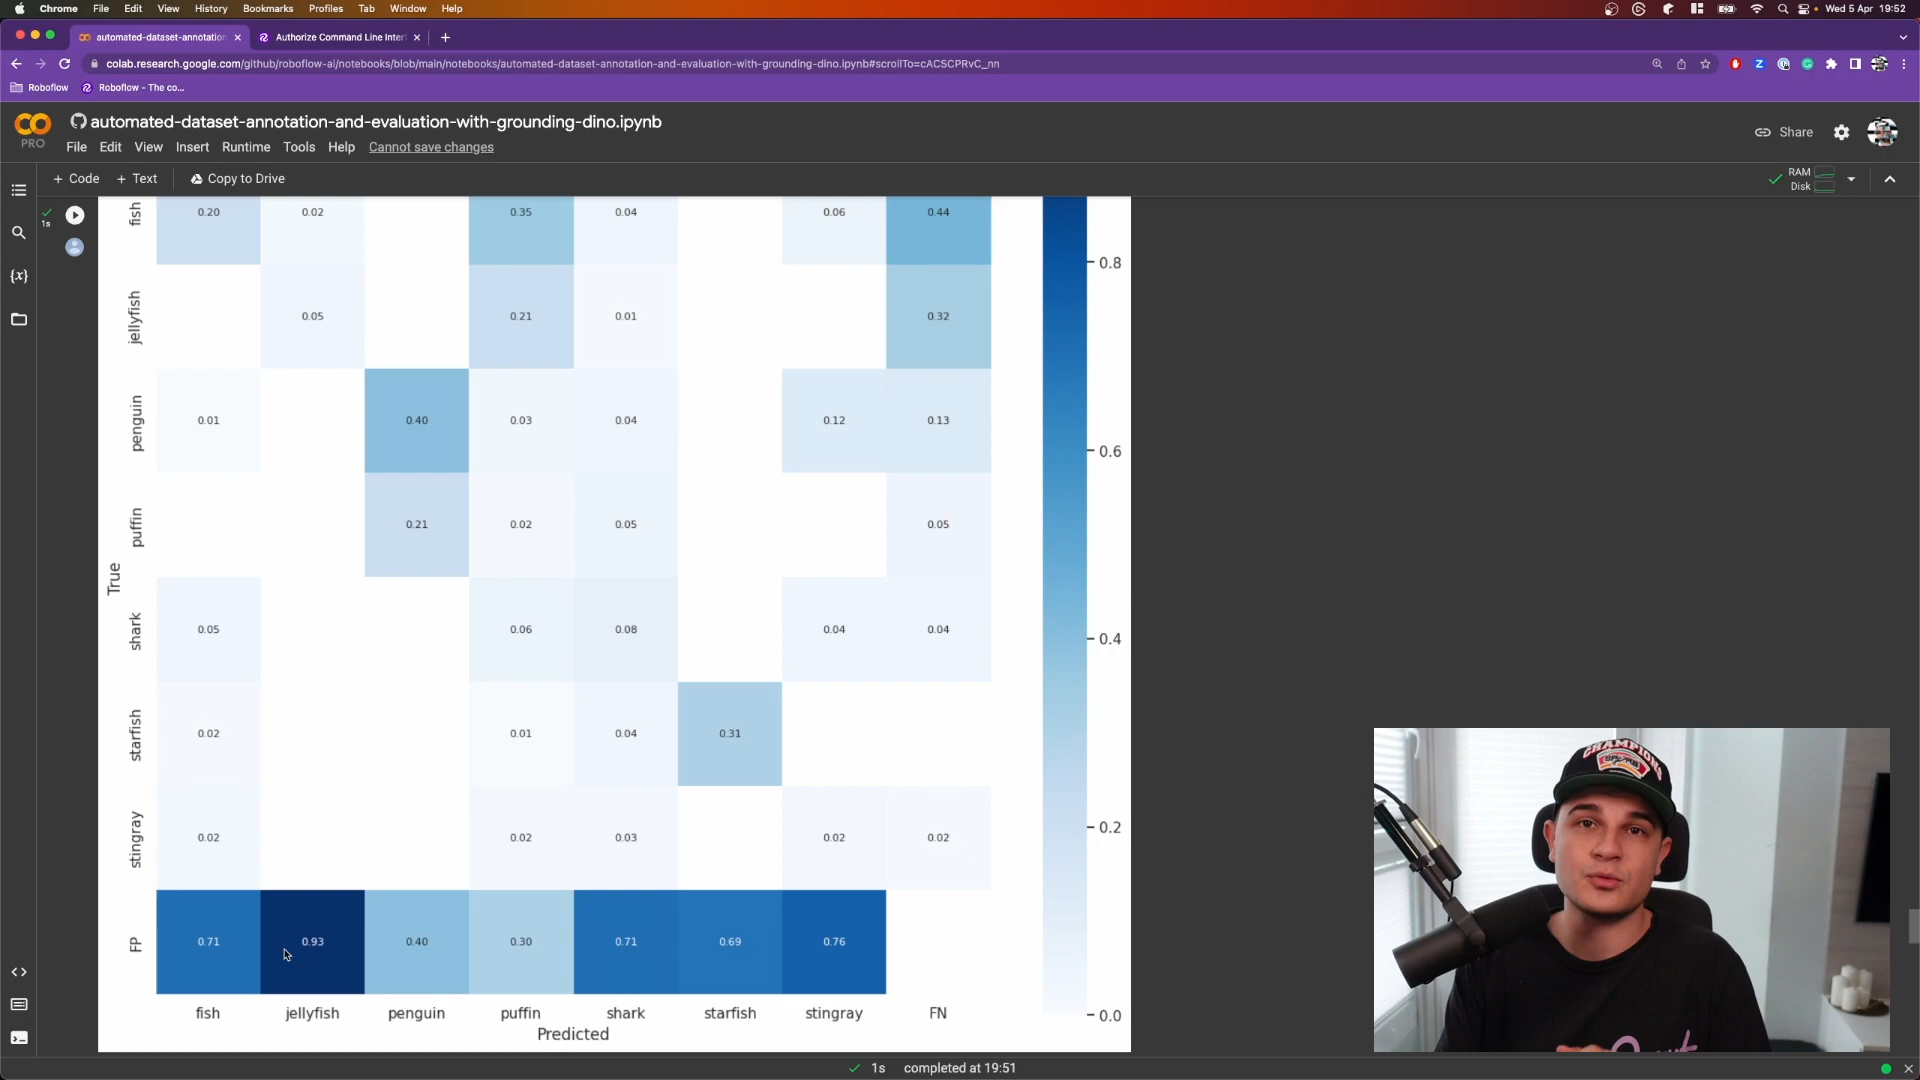 Chrome File Edit View History Bookmarks Profiles Tab Window Help Wed 5 Apr 19:52
automated-dataset-annotation Authorize Command Line Inter
colab.research.google.com/github/roboflow-ai/notebooks/blob/main/notebooks/automated-dataset-annotation-and-evaluation-with-grounding-dino.ipynb#scrollTo=cACSCPRvC_nn
Roboflow Roboflow - The co...
automated-dataset-annotation-and-evaluation-with-grounding-dino.ipynb
PRO File Edit View Insert Runtime Tools Help Cannot save changes Share
+ Code + Text Copy to Drive RAM
Disk
1s
fish 0.20 0.02 0.35 0.04 0.06 0.44
0.8
jellyfish 0.05 0.21 0.01 0.32
penguin 0.01 0.40 0.03 0.04 0.12 0.13
0.6
puffin 0.21 0.02 0.05 0.05
True
shark 0.05 0.06 0.08 0.04 0.04
0.4
starfish 0.02 0.01 0.04 0.31
0.2
stingray 0.02 0.02 0.03 0.02 0.02
FP 0.71 0.93 0.40 0.30 0.71 0.69 0.76
fish jellyfish penguin puffin shark starfish stingray FN
0.0
Predicted
CHAMPIONS
SPURS
1s completed at 19:51